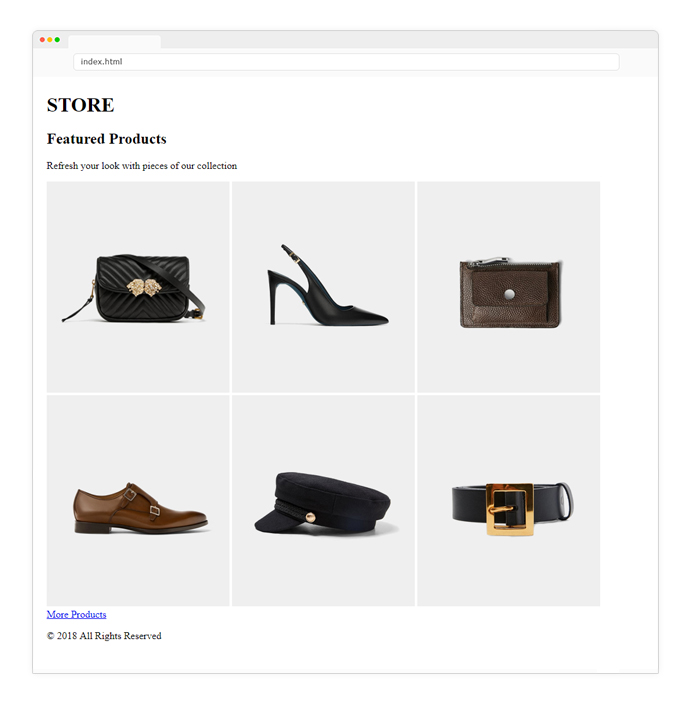 index.html
STORE
Featured Products
Refresh your look with pieces of our collection
More Products
© 2018 All Rights Reserved